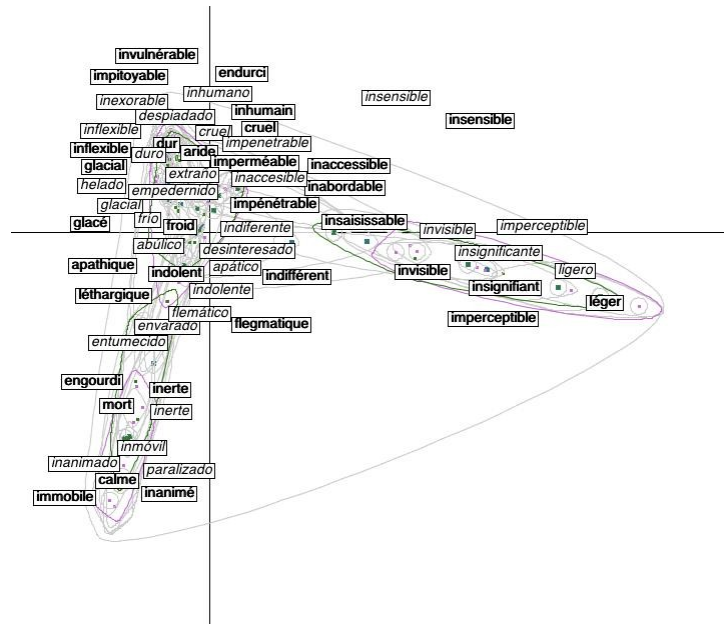 invulnérable
endurci
impitoyable
inhumano
inexorable
insensible
despiadado
inhumain
insensible
inflexible
cruel
cruel
dur
impenetrable
inflexible
duro
aride
glacial
imperméable
inaccessible
extraño
inaccesible
helado
empedernido
inabordable
glacial
impénétrable
glacé
frío
froid
indiferente
insaisissable
invisible
imperceptible
abúlico
desinteresado
insignificante
apathique
indolent
apático
indifférent
invisible
ligero
léthargique
indolente
insignifiant
léger
flemático
envarado
flegmatique
imperceptible
entumecido
engourdi
inerte
mort
inerte
inmóvil
inanimado
paralizado
calme
immobile
inanimé